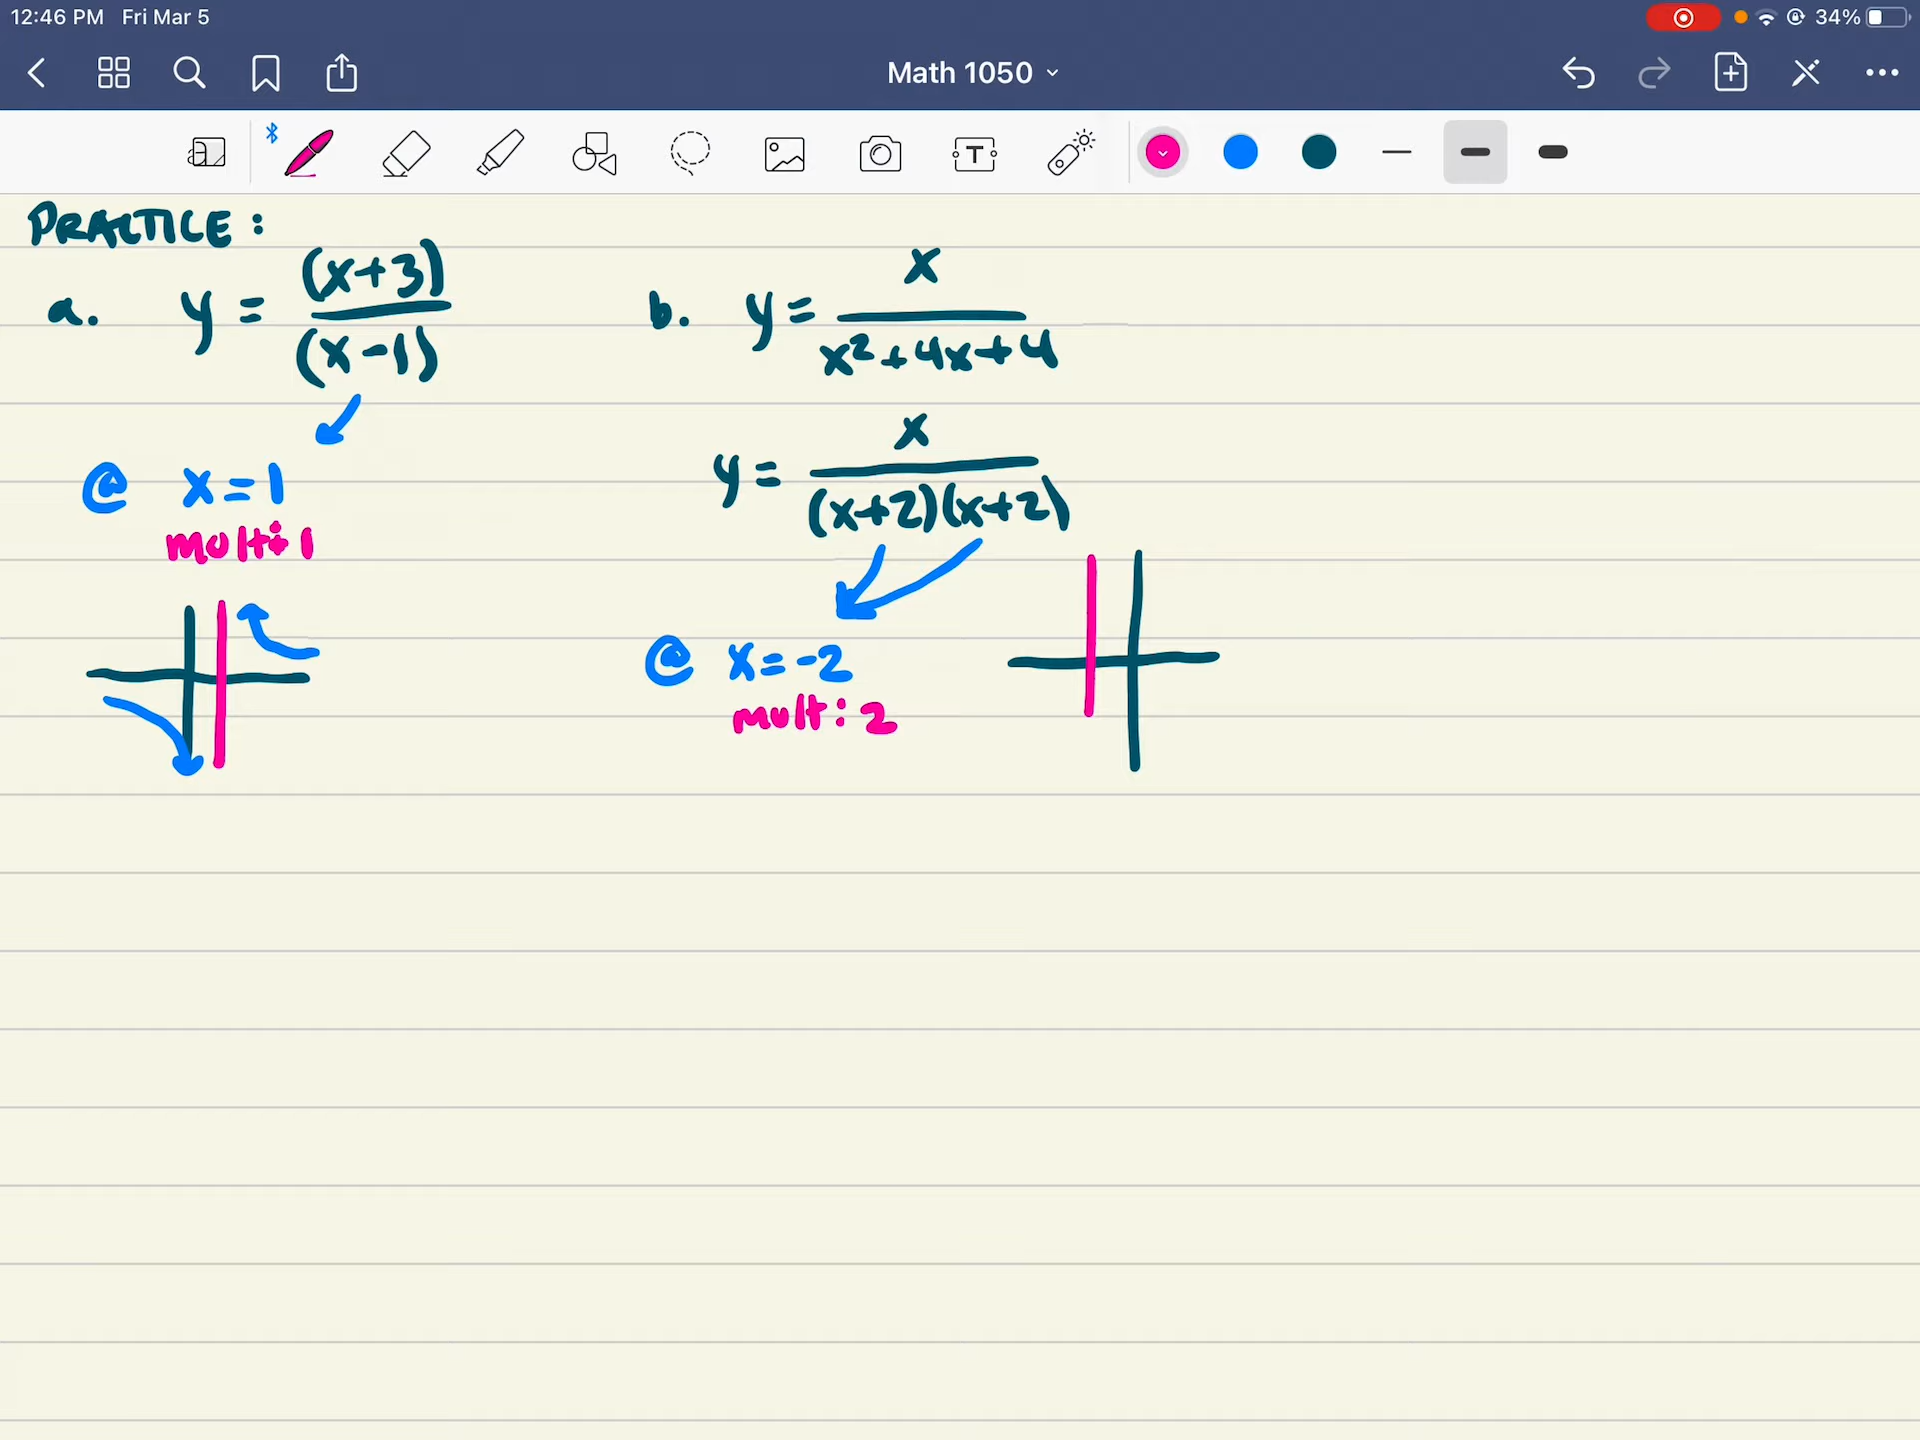 12:46 PM Fri Mar 5 34%
Math 1050
T
PRACTICE:
a. y = (x+3)/(x-1)
b. y = x/(x²+4x+4)
y = x/((x+2)(x+2))
@ x=1
mult: 1
@ x=-2
mult: 2